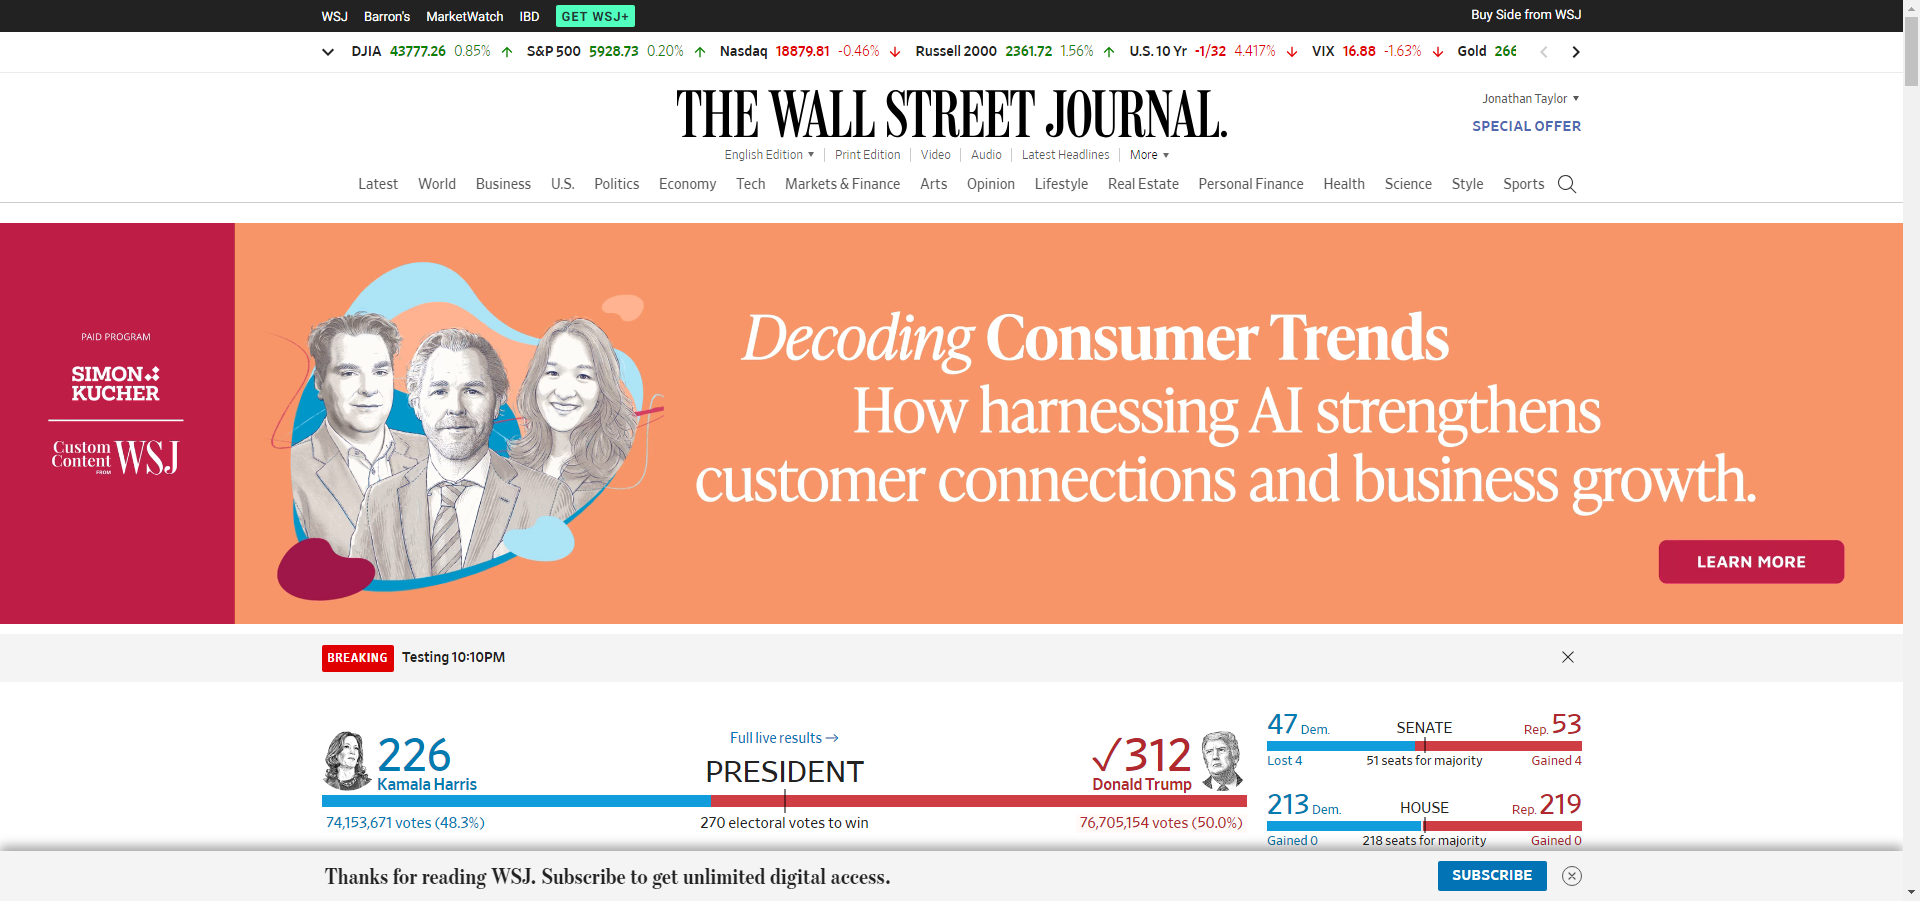 WSJ Barron's MarketWatch IBD GET WSJ+ Buy Side from WSJ
DJIA 43777.26 0.85% S&P 500 5928.73 0.20% Nasdaq 18879.81 -0.46% Russell 2000 2361.72 1.56% U.S. 10 Yr -1/32 4.417% VIX 16.88 -1.63% Gold 266
THE WALL STREET JOURNAL.
Jonathan Taylor
SPECIAL OFFER
English Edition Print Edition Video Audio Latest Headlines More
Latest World Business U.S. Politics Economy Tech Markets & Finance Arts Opinion Lifestyle Real Estate Personal Finance Health Science Style Sports
PAID PROGRAM
SIMON
KUCHER
Custom
Content
FROM
WSJ
Decoding Consumer Trends
How harnessing AI strengthens
customer connections and business growth.
LEARN MORE
BREAKING Testing 10:10PM
226
Kamala Harris
74,153,671 votes (48.3%)
Full live results
PRESIDENT
270 electoral votes to win
312
Donald Trump
76,705,154 votes (50.0%)
47 Dem. SENATE Rep. 53
Lost 4 51 seats for majority Gained 4
213 Dem. HOUSE Rep. 219
Gained 0 218 seats for majority Gained 0
Thanks for reading WSJ. Subscribe to get unlimited digital access.
SUBSCRIBE